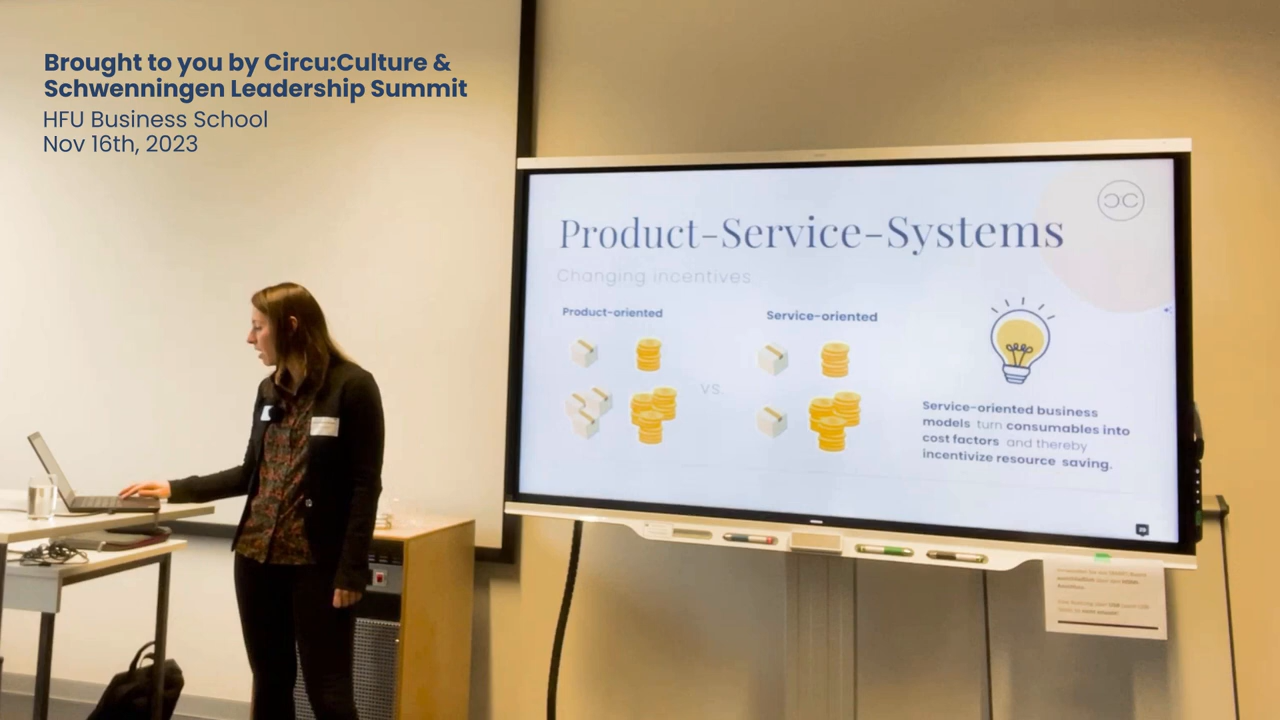 Brought to you by Circu:Culture &
Schwenningen Leadership Summit
HFU Business School
Nov 16th, 2023
Product-Service-Systems
Changing incentives
Product-oriented
Service-oriented
vs.
Service-oriented business
models turn consumables into
cost factors and thereby
incentivize resource saving.